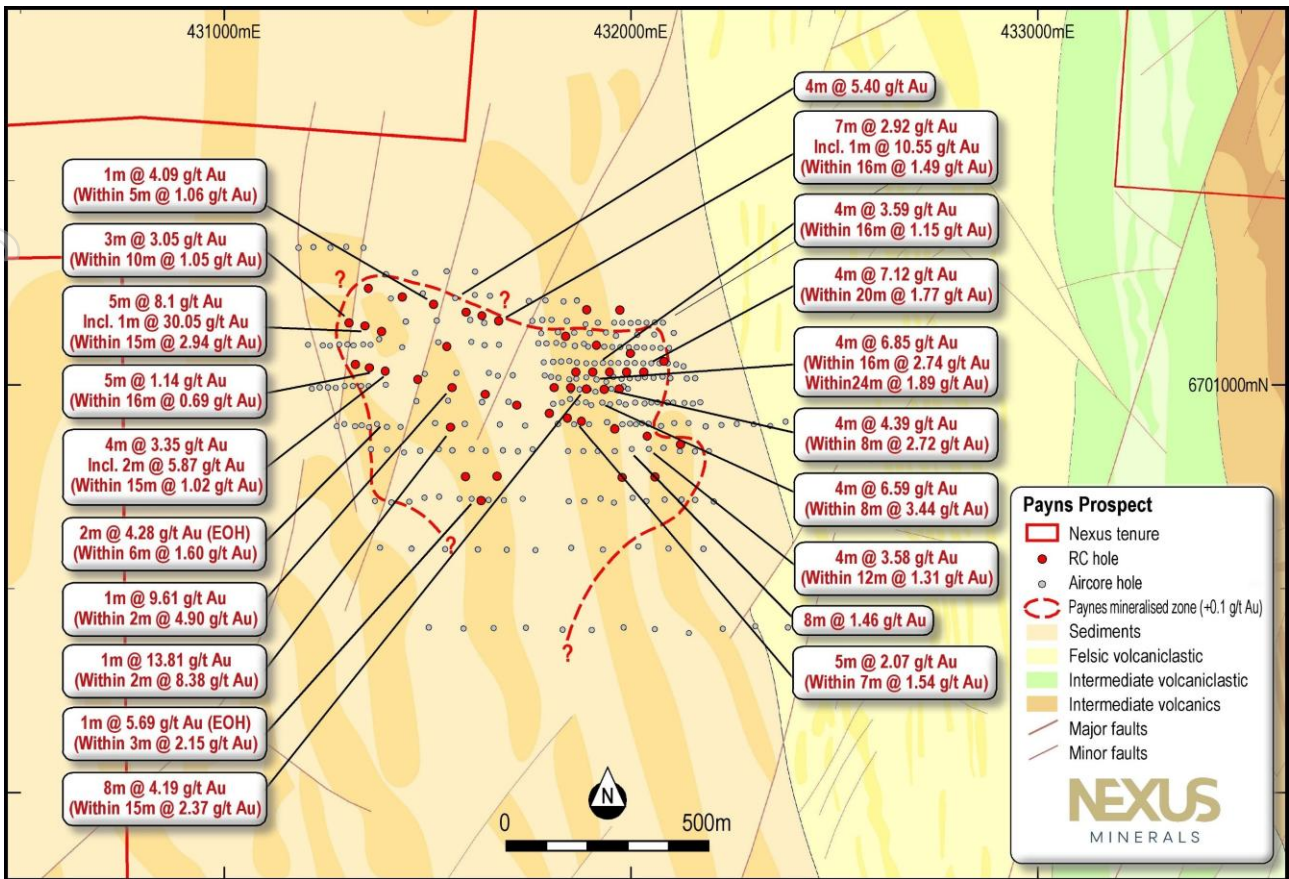 431000mE
432000mE
433000mE
6701000mN
1m @ 4.09 g/t Au
(Within 5m @ 1.06 g/t Au)
3m @ 3.05 g/t Au
(Within 10m @ 1.05 g/t Au)
5m @ 8.1 g/t Au
Incl. 1m @ 30.05 g/t Au
(Within 15m @ 2.94 g/t Au)
5m @ 1.14 g/t Au
(Within 16m @ 0.69 g/t Au)
4m @ 3.35 g/t Au
Incl. 2m @ 5.87 g/t Au
(Within 15m @ 1.02 g/t Au)
2m @ 4.28 g/t Au (EOH)
(Within 6m @ 1.60 g/t Au)
1m @ 9.61 g/t Au
(Within 2m @ 4.90 g/t Au)
1m @ 13.81 g/t Au
(Within 2m @ 8.38 g/t Au)
1m @ 5.69 g/t Au (EOH)
(Within 3m @ 2.15 g/t Au)
8m @ 4.19 g/t Au
(Within 15m @ 2.37 g/t Au)
?
?
?
?
4m @ 5.40 g/t Au
7m @ 2.92 g/t Au
Incl. 1m @ 10.55 g/t Au
(Within 16m @ 1.49 g/t Au)
4m @ 3.59 g/t Au
(Within 16m @ 1.15 g/t Au)
4m @ 7.12 g/t Au
(Within 20m @ 1.77 g/t Au)
4m @ 6.85 g/t Au
(Within 16m @ 2.74 g/t Au
Within24m @ 1.89 g/t Au)
4m @ 4.39 g/t Au
(Within 8m @ 2.72 g/t Au)
4m @ 6.59 g/t Au
(Within 8m @ 3.44 g/t Au)
4m @ 3.58 g/t Au
(Within 12m @ 1.31 g/t Au)
8m @ 1.46 g/t Au
5m @ 2.07 g/t Au
(Within 7m @ 1.54 g/t Au)
N
0 500m
Payns Prospect
Nexus tenure
RC hole
Aircore hole
Paynes mineralised zone (+0.1 g/t Au)
Sediments
Felsic volcaniclastic
Intermediate volcaniclastic
Intermediate volcanics
Major faults
Minor faults
NEXUS
MINERALS